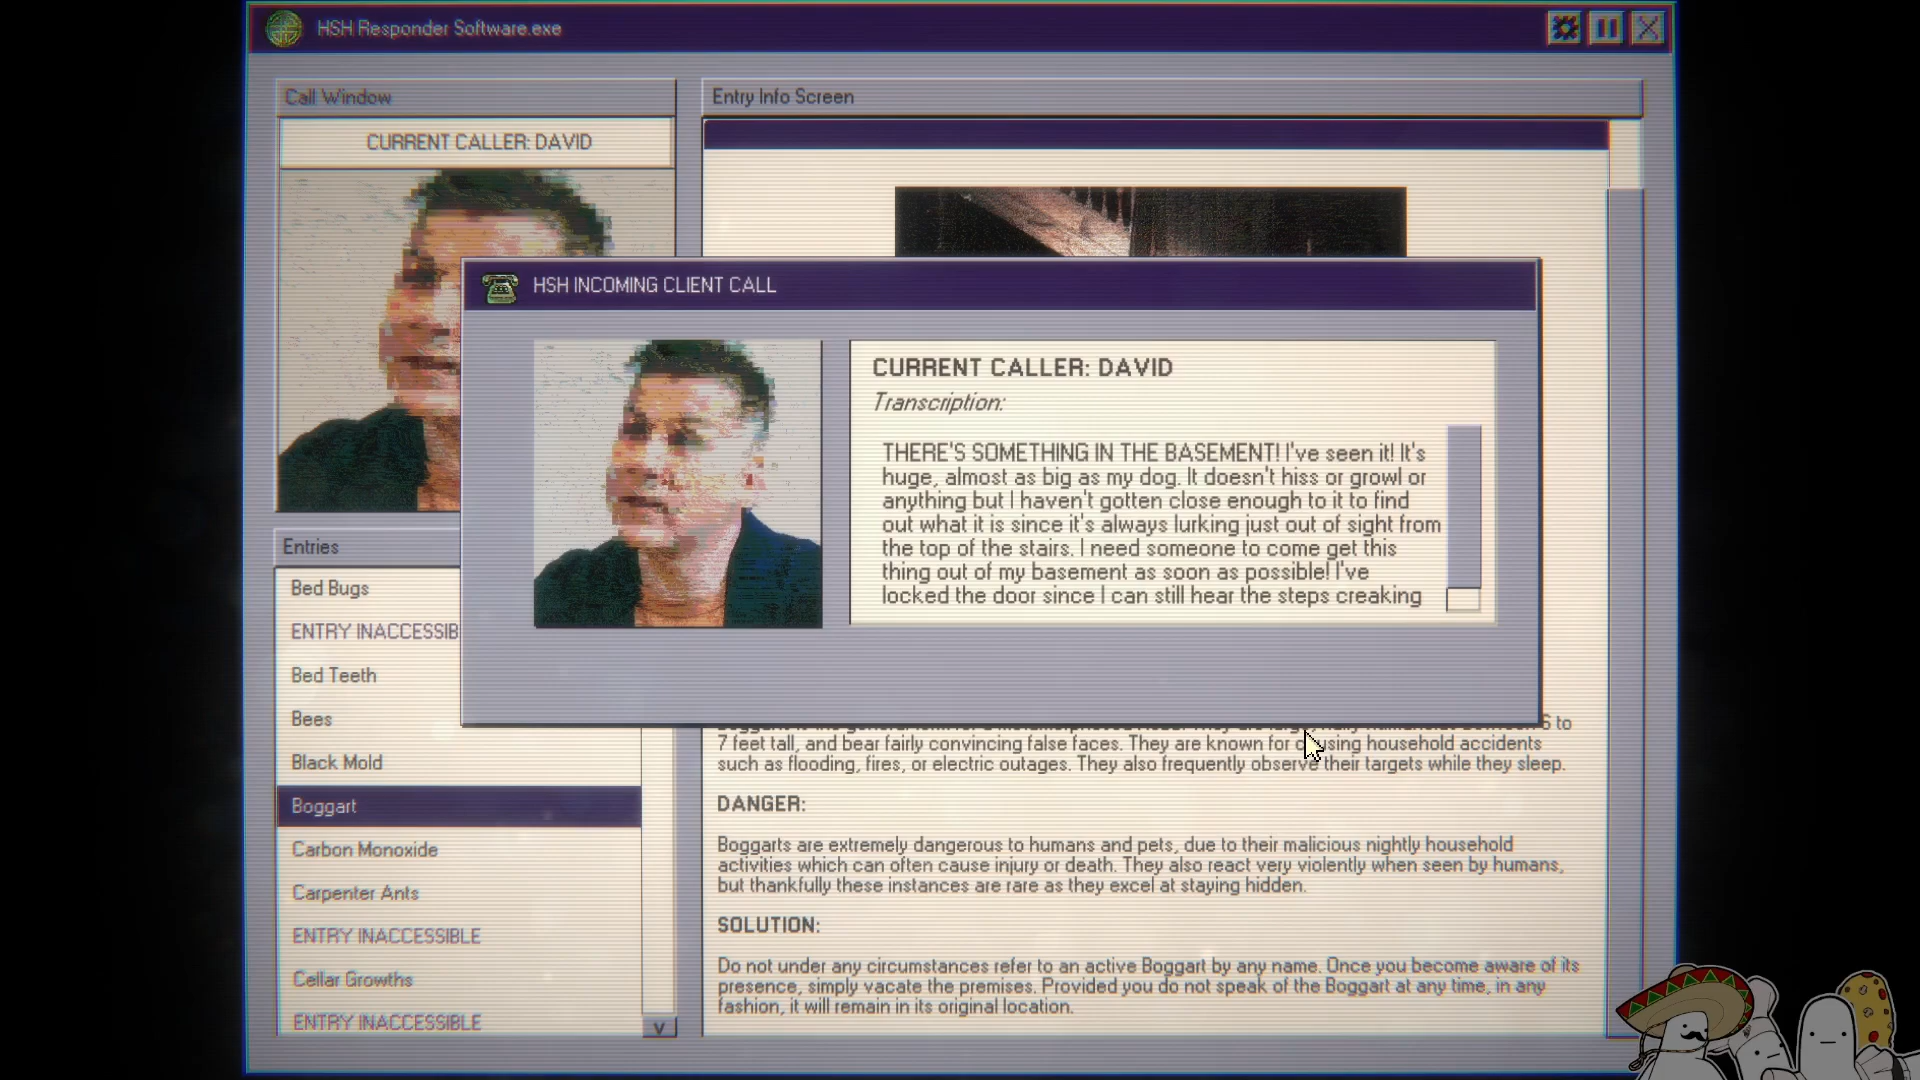 HSH Responder Software.exe
Call Window
CURRENT CALLER: DAVID
Entries
Bed Bugs
ENTRY INACCESSIB
Bed Teeth
Bees
Black Mold
Boggart
Carbon Monoxide
Carpenter Ants
ENTRY INACCESSIBLE
Cellar Growths
ENTRY INACCESSIBLE
v
Entry Info Screen
HSH INCOMING CLIENT CALL
CURRENT CALLER: DAVID
Transcription:
THERE'S SOMETHING IN THE BASEMENT! I've seen it! It's
huge, almost as big as my dog. It doesn't hiss or growl or
anything but I haven't gotten close enough to it to find
out what it is since it's always lurking just out of sight from
the top of the stairs. I need someone to come get this
thing out of my basement as soon as possible! I've
locked the door since I can still hear the steps creaking
6 to
7 feet tall, and bear fairly convincing false faces. They are known for causing household accidents
such as flooding, fires, or electric outages. They also frequently observe their targets while they sleep.
DANGER:
Boggarts are extremely dangerous to humans and pets, due to their malicious nightly household
activities which can often cause injury or death. They also react very violently when seen by humans,
but thankfully these instances are rare as they excel at staying hidden.
SOLUTION:
Do not under any circumstances refer to an active Boggart by any name. Once you become aware of its
presence, simply vacate the premises. Provided you do not speak of the Boggart at any time, in any
fashion, it will remain in its original location.